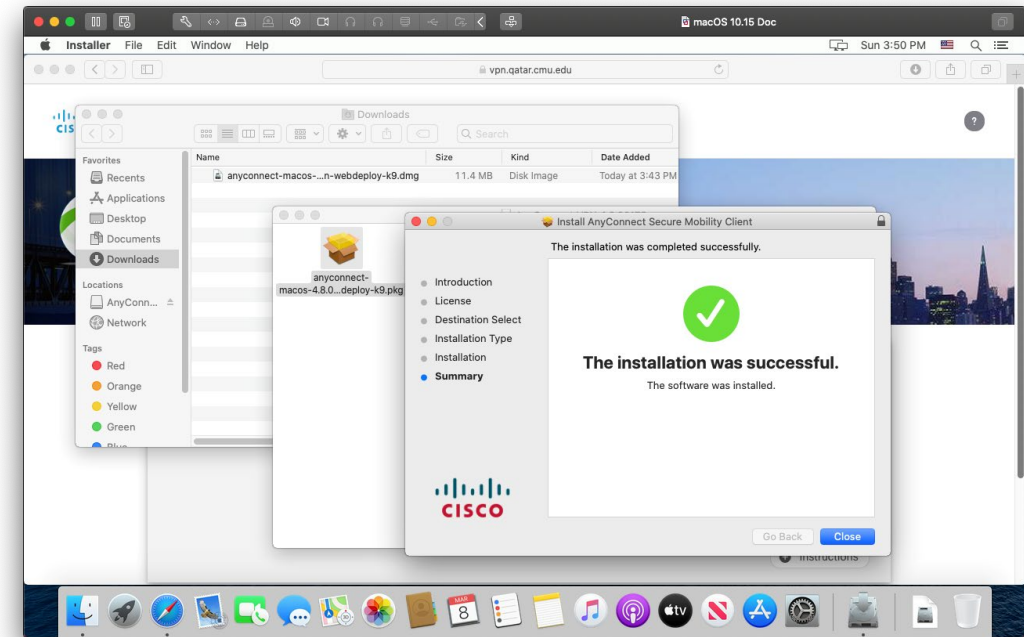 macOS 10.15 Doc
Installer File Edit Window Help
Sun 3:50 PM
vpn.qatar.cmu.edu
CIS
?
Downloads
Search
Favorites
Recents
Applications
Desktop
Documents
Downloads
Locations
AyConn...
Network
Tags
Red
Orange
Yellow
Green
Blue
Name Size Kind Date Added
anyconnect-macos-...n-webdeploy-k9.dmg 11.4 MB Disk Image Today at 3:43 PM
anyconnect-
macos-4.8.0...deploy-k9.pkg
Install AnyConnect Secure Mobility Client
The installation was completed successfully.
Introduction
License
Destination Select
Installation Type
Installation
Summary
CISCO
The installation was successful.
The software was installed.
Go Back Close
Instructions
MAR
8
tv